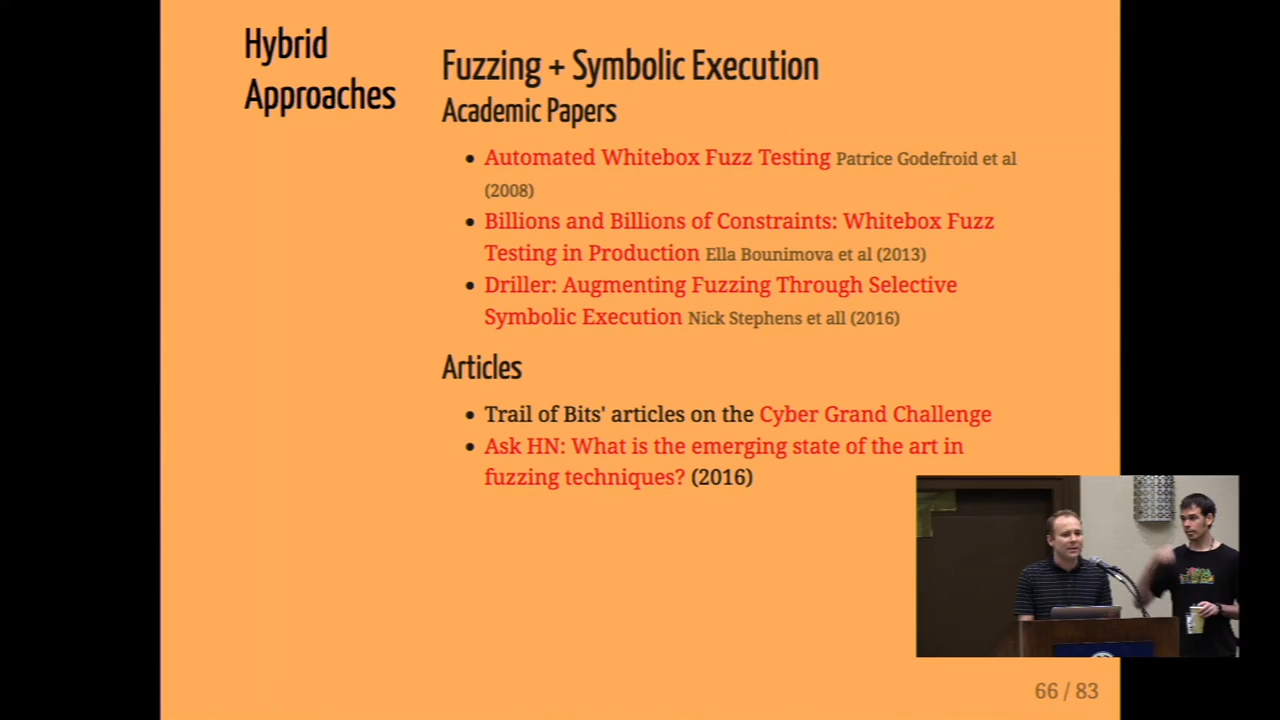 Hybrid
Approaches
Fuzzing + Symbolic Execution
Academic Papers
Automated Whitebox Fuzz Testing Patrice Godefroid et al
(2008)
Billions and Billions of Constraints: Whitebox Fuzz
Testing in Production Ella Bounimova et al (2013)
Driller: Augmenting Fuzzing Through Selective
Symbolic Execution Nick Stephens et all (2016)
Articles
Trail of Bits' articles on the Cyber Grand Challenge
Ask HN: What is the emerging state of the art in
fuzzing techniques? (2016)
66 / 83